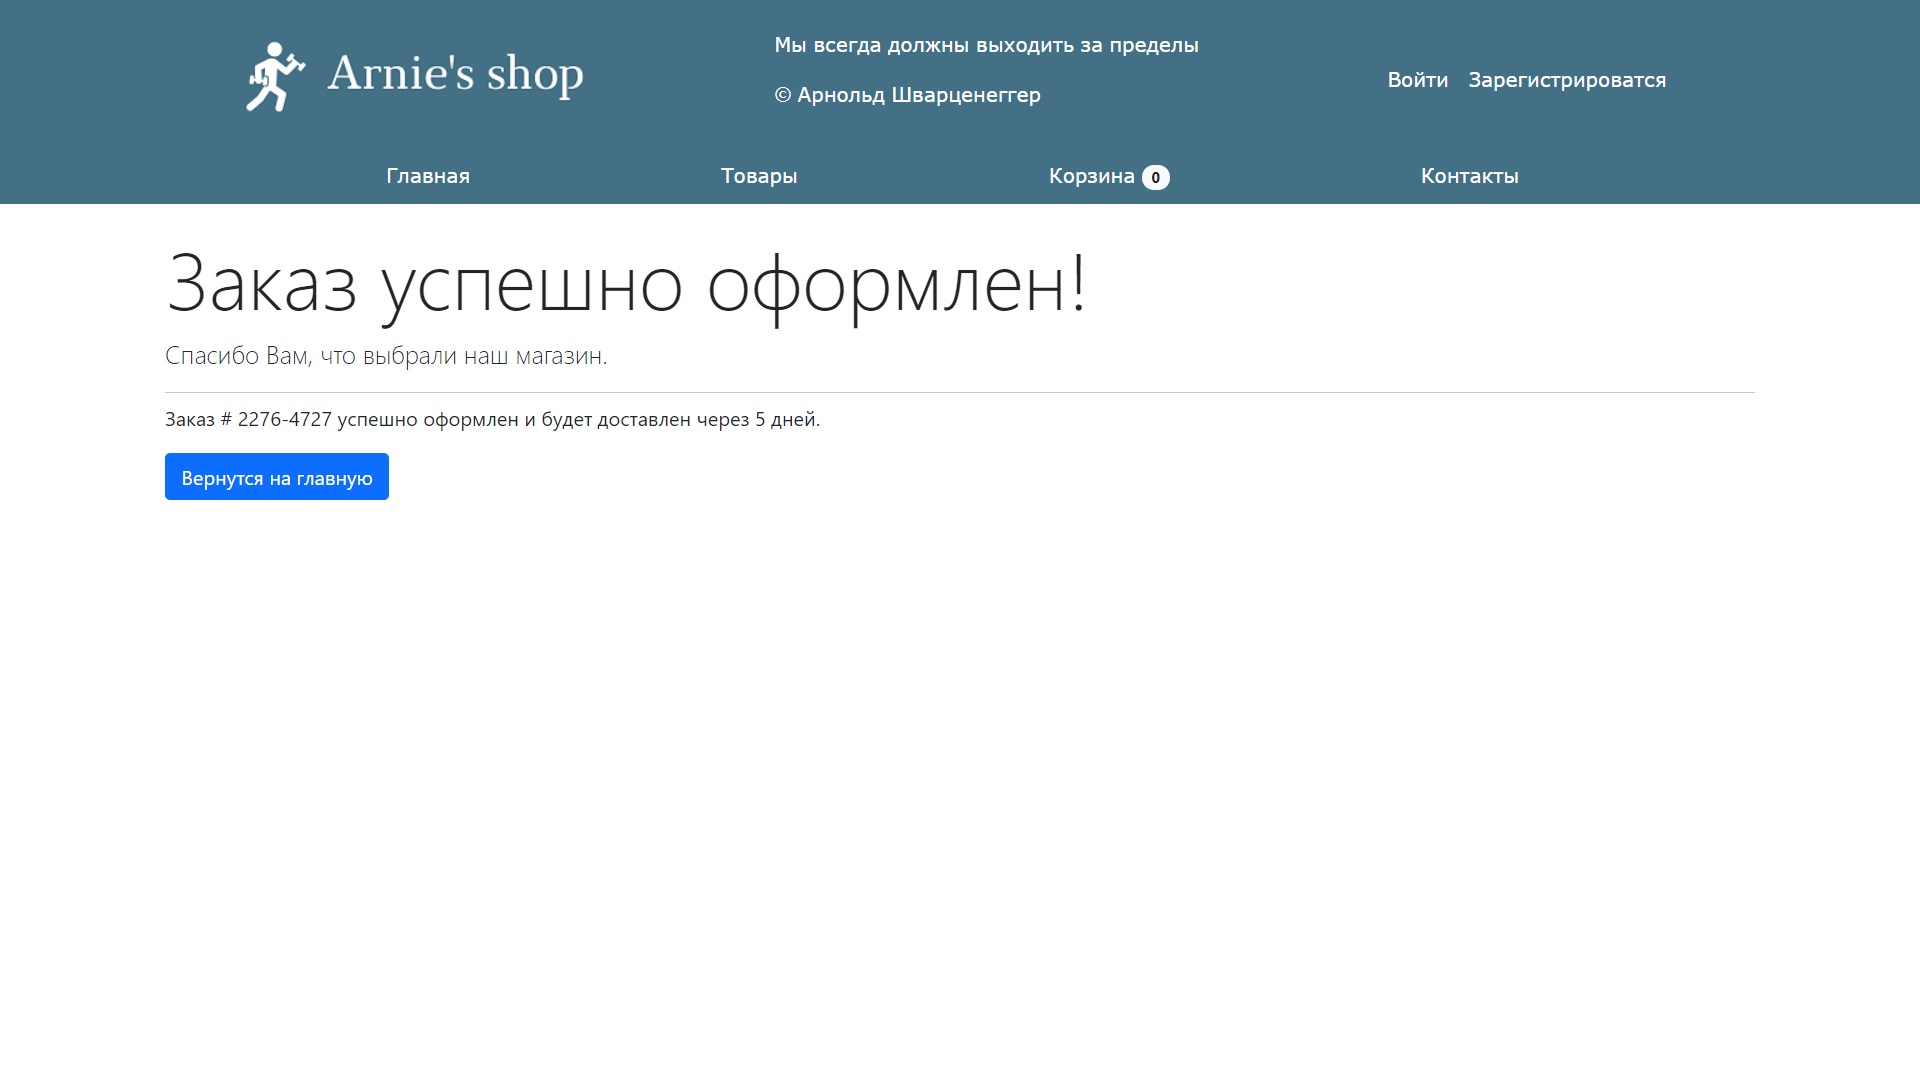 Arnie's shop
Мы всегда должны выходить за пределы
© Арнольд Шварценеггер
Войти Зарегистрироватся
Главная Товары Корзина 0 Контакты
Заказ успешно оформлен!
Спасибо Вам, что выбрали наш магазин.
Заказ # 2276-4727 успешно оформлен и будет доставлен через 5 дней.
Вернутся на главную